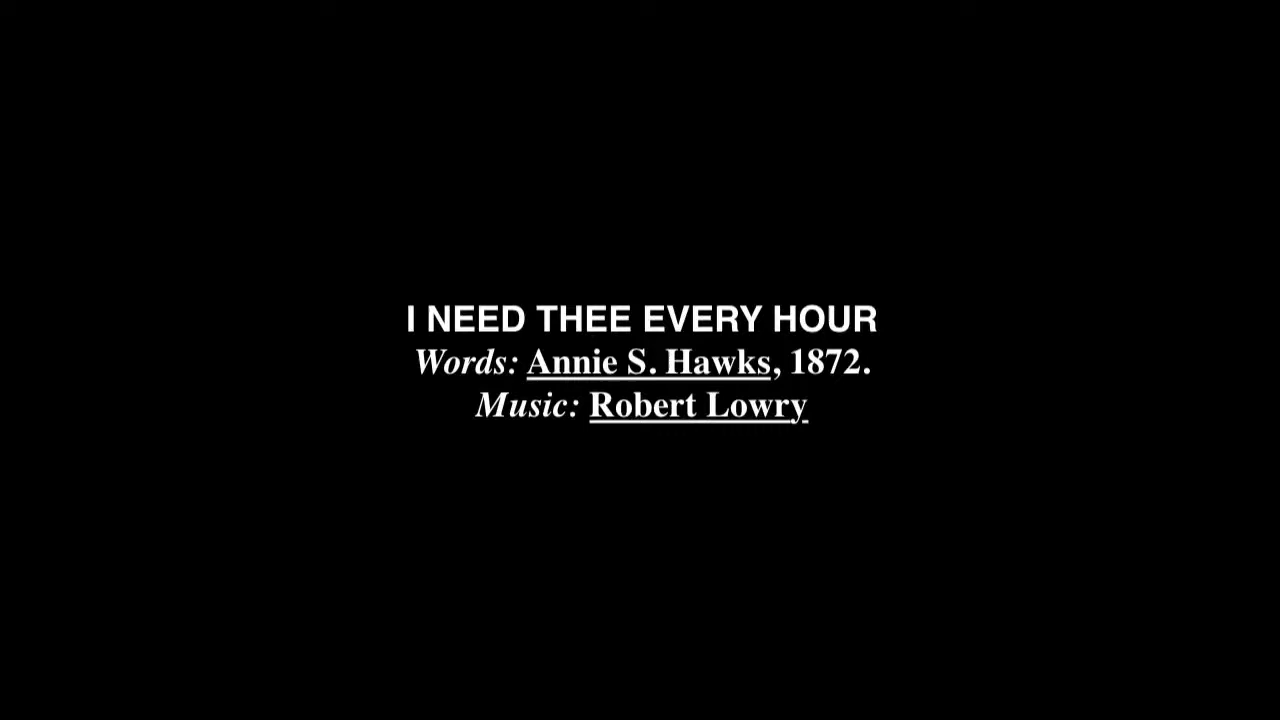 I NEED THEE EVERY HOUR
Words: Annie S. Hawks, 1872.
Music: Robert Lowry